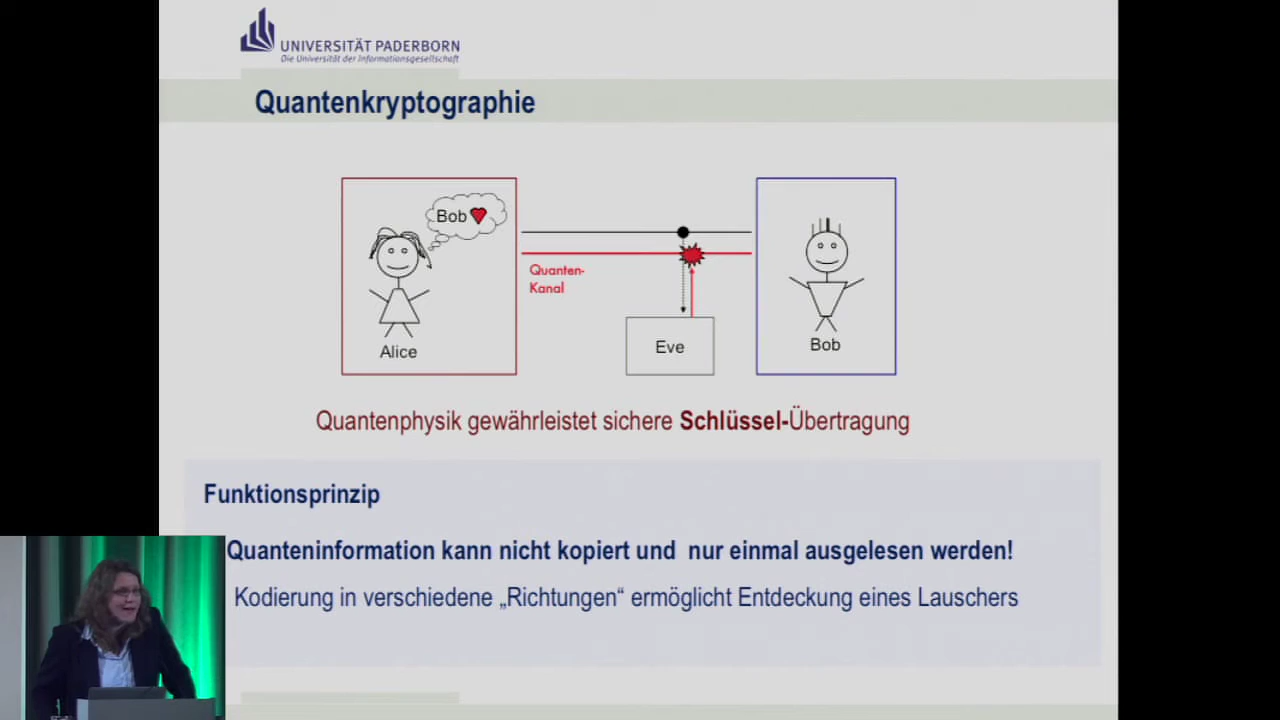 UNIVERSITÄT PADERBORN
Die Universität der Informationsgesellschaft
Quantenkryptographie
Bob
Quanten-
Kanal
Eve
Alice
Bob
Quantenphysik gewährleistet sichere Schlüssel-Übertragung
Funktionsprinzip
Quanteninformation kann nicht kopiert und nur einmal ausgelesen werden!
Kodierung in verschiedene „Richtungen“ ermöglicht Entdeckung eines Lauschers